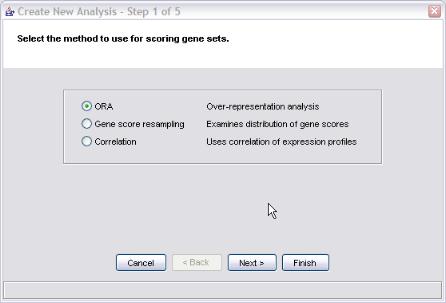 Create New Analysis - Step 1 of 5
Select the method to use for scoring gene sets.
ORA Over-representation analysis
Gene score resampling Examines distribution of gene scores
Correlation Uses correlation of expression profiles
Cancel < Back Next > Finish